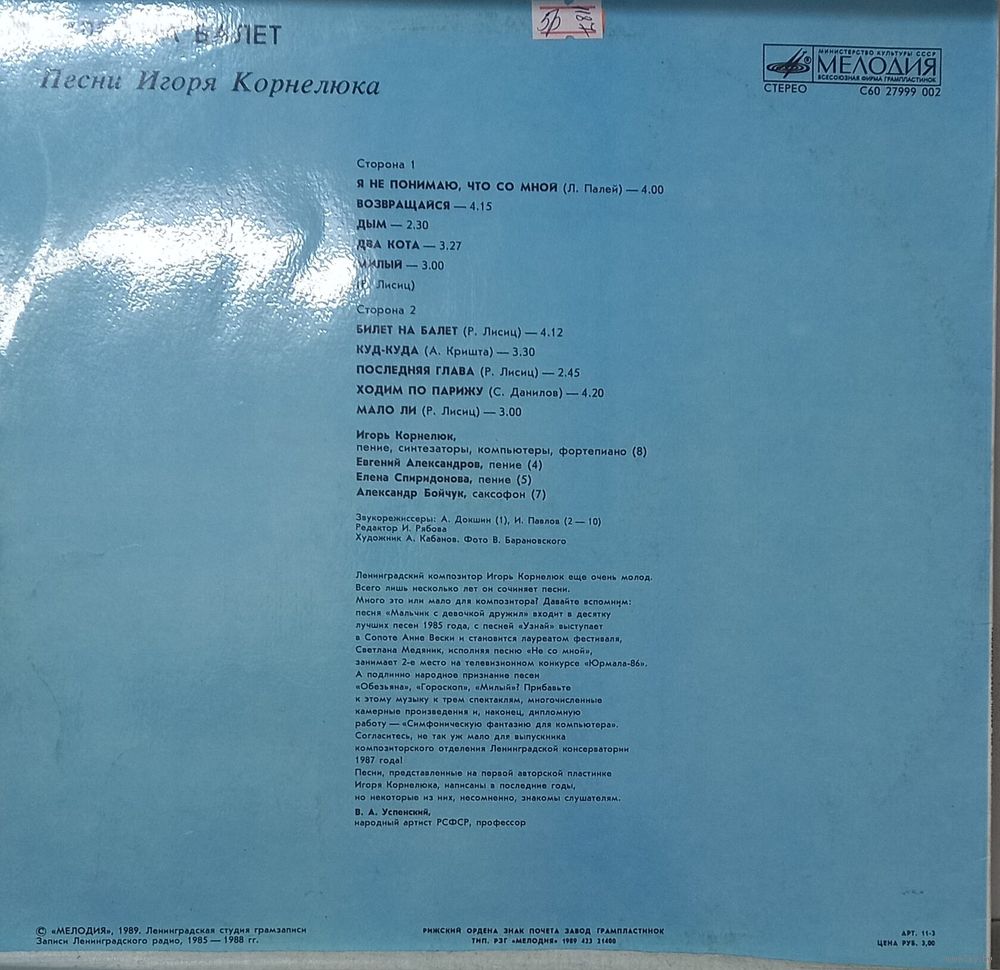 БАЛЕТ
Песни Игоря Корнелюка
5р
1187
МИНИСТЕРСТВО КУЛЬТУРЫ СССР
МЕЛОДИЯ
ВСЕСОЮЗНАЯ ФИРМА ГРАМПЛАСТИНОК
СТЕРЕО
С60 27999 002
Сторона 1
Я НЕ ПОНИМАЮ, ЧТО СО МНОЙ (Л. Палей) — 4.00
ВОЗВРАЩАЙСЯ — 4.15
ДЫМ — 2.30
ДВА КОТА — 3.27
МИЛЫЙ — 3.00
(Р. Лисиц)
Сторона 2
БИЛЕТ НА БАЛЕТ (Р. Лисиц) — 4.12
КУД-КУДА (А. Кришта) — 3.30
ПОСЛЕДНЯЯ ГЛАВА (Р. Лисиц) — 2.45
ХОДИМ ПО ПАРИЖУ (С. Данилов) — 4.20
МАЛО ЛИ (Р. Лисиц) — 3.00
Игорь Корнелюк,
пение, синтезаторы, компьютеры, фортепиано (8)
Евгений Александров, пение (4)
Елена Спиридонова, пение (5)
Александр Бойчук, саксофон (7)
Звукорежиссеры: А. Докшин (1), И. Павлов (2 — 10)
Редактор И. Рябова
Художник А. Кабанов. Фото В. Барановского
Ленинградский композитор Игорь Корнелюк еще очень молод.
Всего лишь несколько лет он сочиняет песни.
Много это или мало для композитора? Давайте вспомним:
песня «Мальчик с девочкой дружил» входит в десятку
лучших песен 1985 года, с песней «Узнай» выступает
в Сопоте Анне Вески и становится лауреатом фестиваля,
Светлана Медяник, исполняя песню «Не со мной»,
занимает 2-е место на телевизионном конкурсе «Юрмала-86».
А подлинно народное признание песен
«Обезьяна», «Гороскоп», «Милый»? Прибавьте
к этому музыку к трем спектаклям, многочисленные
камерные произведения и, наконец, дипломную
работу — «Симфоническую фантазию для компьютера».
Согласитесь, не так уж мало для выпускника
композиторского отделения Ленинградской консерватории
1987 года!
Песни, представленные на первой авторской пластинке
Игоря Корнелюка, написаны в последние годы,
но некоторые из них, несомненно, знакомы слушателям.
В. А. Успенский,
народный артист РСФСР, профессор
© «МЕЛОДИЯ», 1989. Ленинградская студия грамзаписи
Записи Ленинградского радио, 1985 — 1988 гг.
РИЖСКИЙ ОРДЕНА ЗНАК ПОЧЕТА ЗАВОД ГРАМПЛАСТИНОК
ТИП. РЗГ «МЕЛОДИЯ» 1989 423 21400
АРТ. 11-3
ЦЕНА РУБ. 3,00